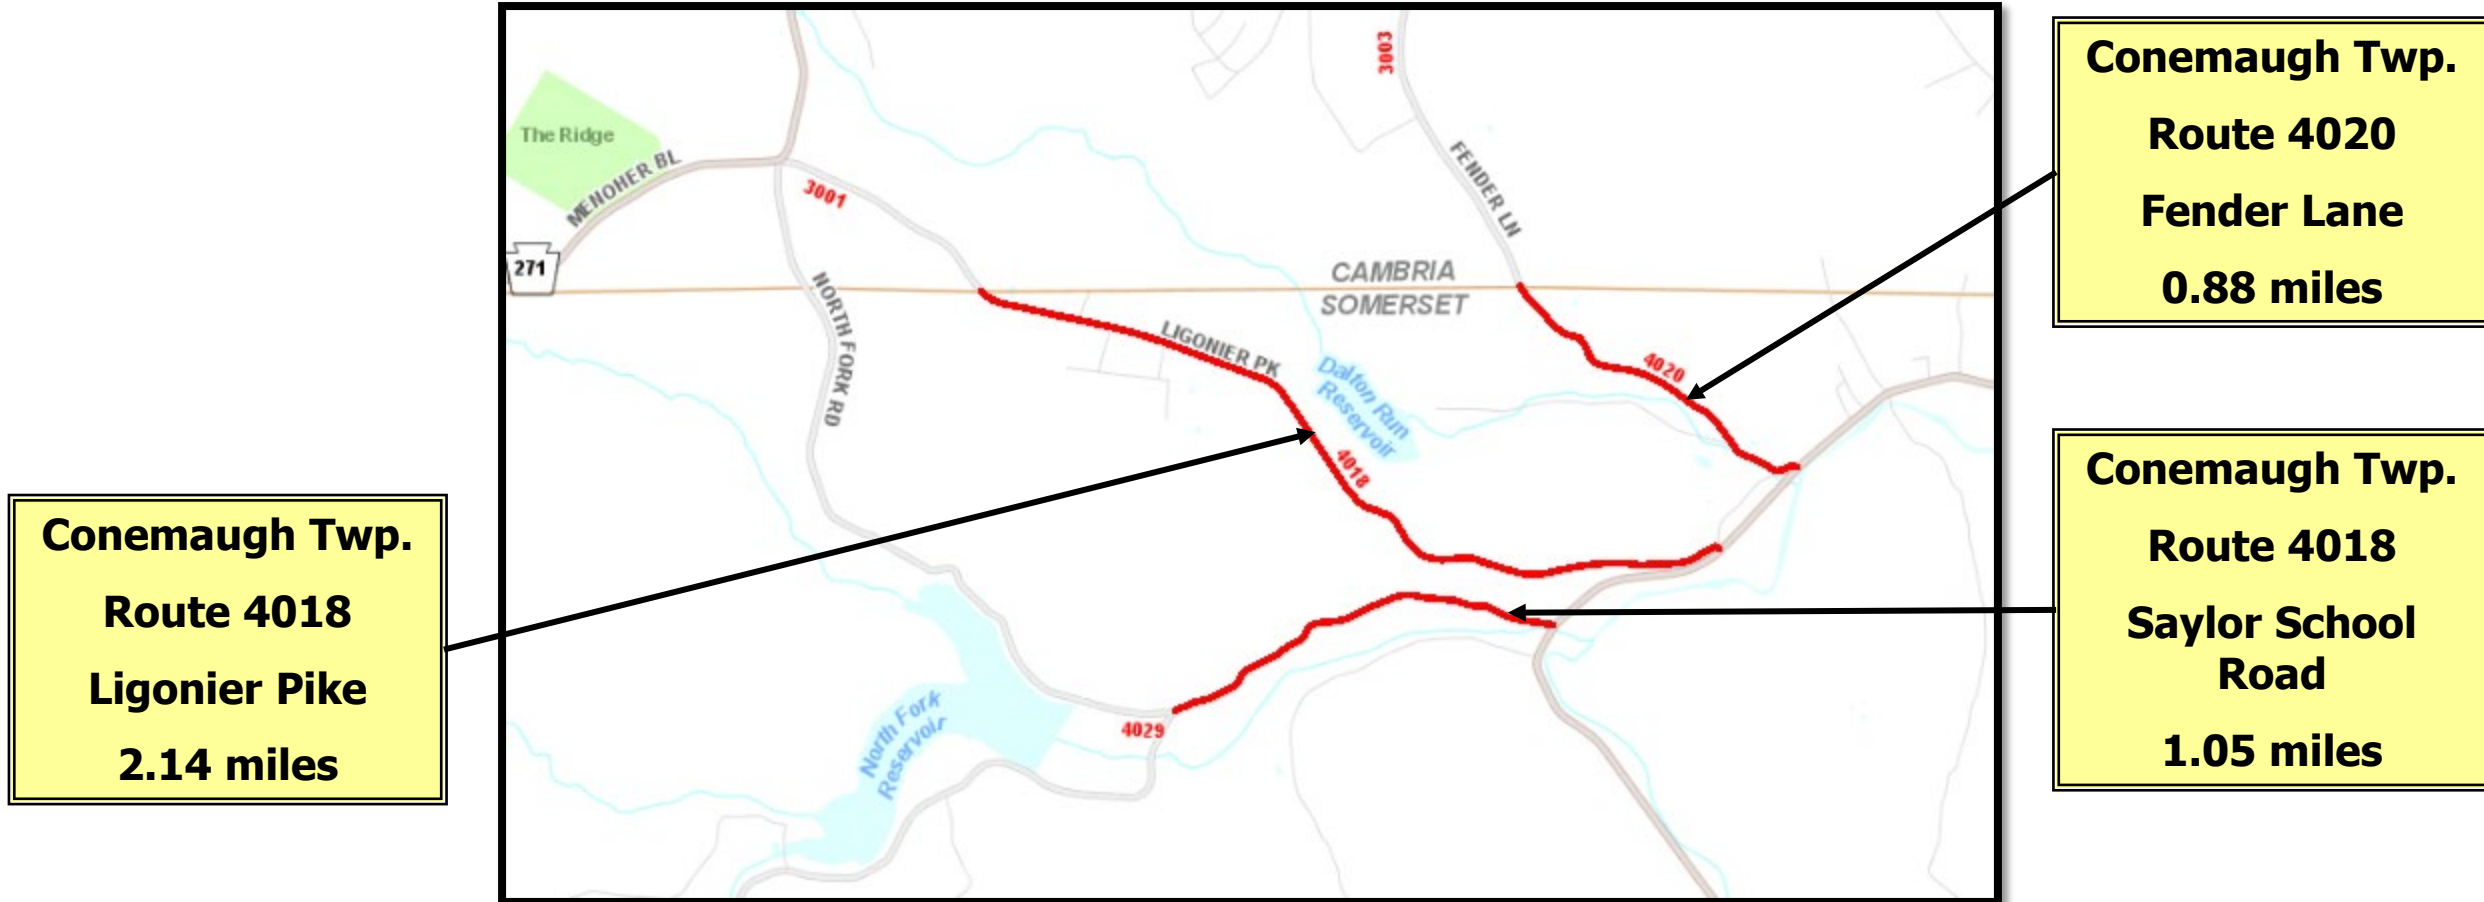 Conemaugh Twp.
Route 4018
Ligonier Pike
2.14 miles
The Ridge
MENOHER BL
271
3001
NORTH FORK RD
3003
FENDER LN
CAMBRIA
SOMERSET
LIGONIER PK
Dalton Run
Reservoir
4018
4020
North Fork
Reservoir
4029
Conemaugh Twp.
Route 4020
Fender Lane
0.88 miles
Conemaugh Twp.
Route 4018
Saylor School
Road
1.05 miles